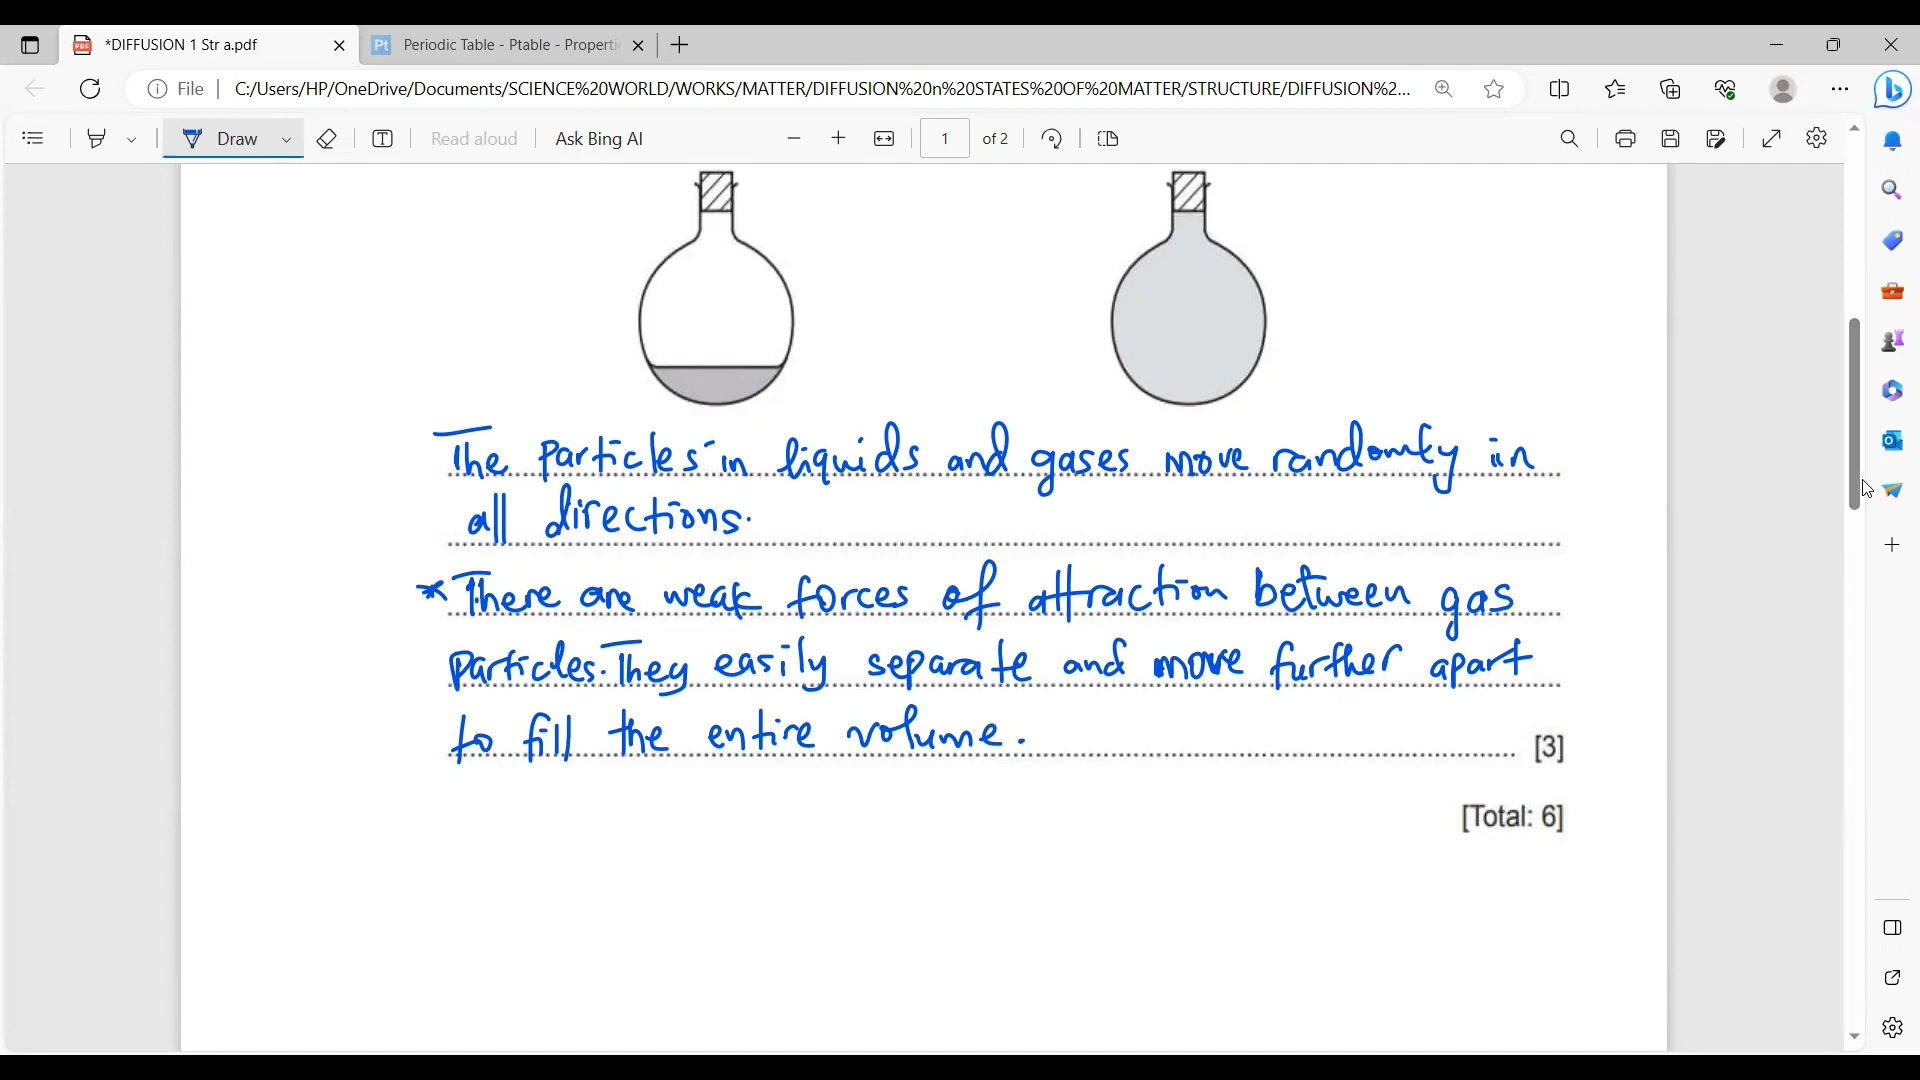 *DIFFUSION 1 Str a.pdf
Pt Periodic Table - Ptable - Properti
File C:/Users/HP/OneDrive/Documents/SCIENCE%20WORLD/WORKS/MATTER/DIFFUSION%20n%20STATES%20OF%20MATTER/STRUCTURE/DIFFUSION%2...
Draw Read aloud Ask Bing AI 1 of 2
The particles in liquids and gases move randomly in
all directions.
* There are weak forces of attraction between gas
particles. They easily separate and move further apart
to fill the entire volume.
[3]
[Total: 6]